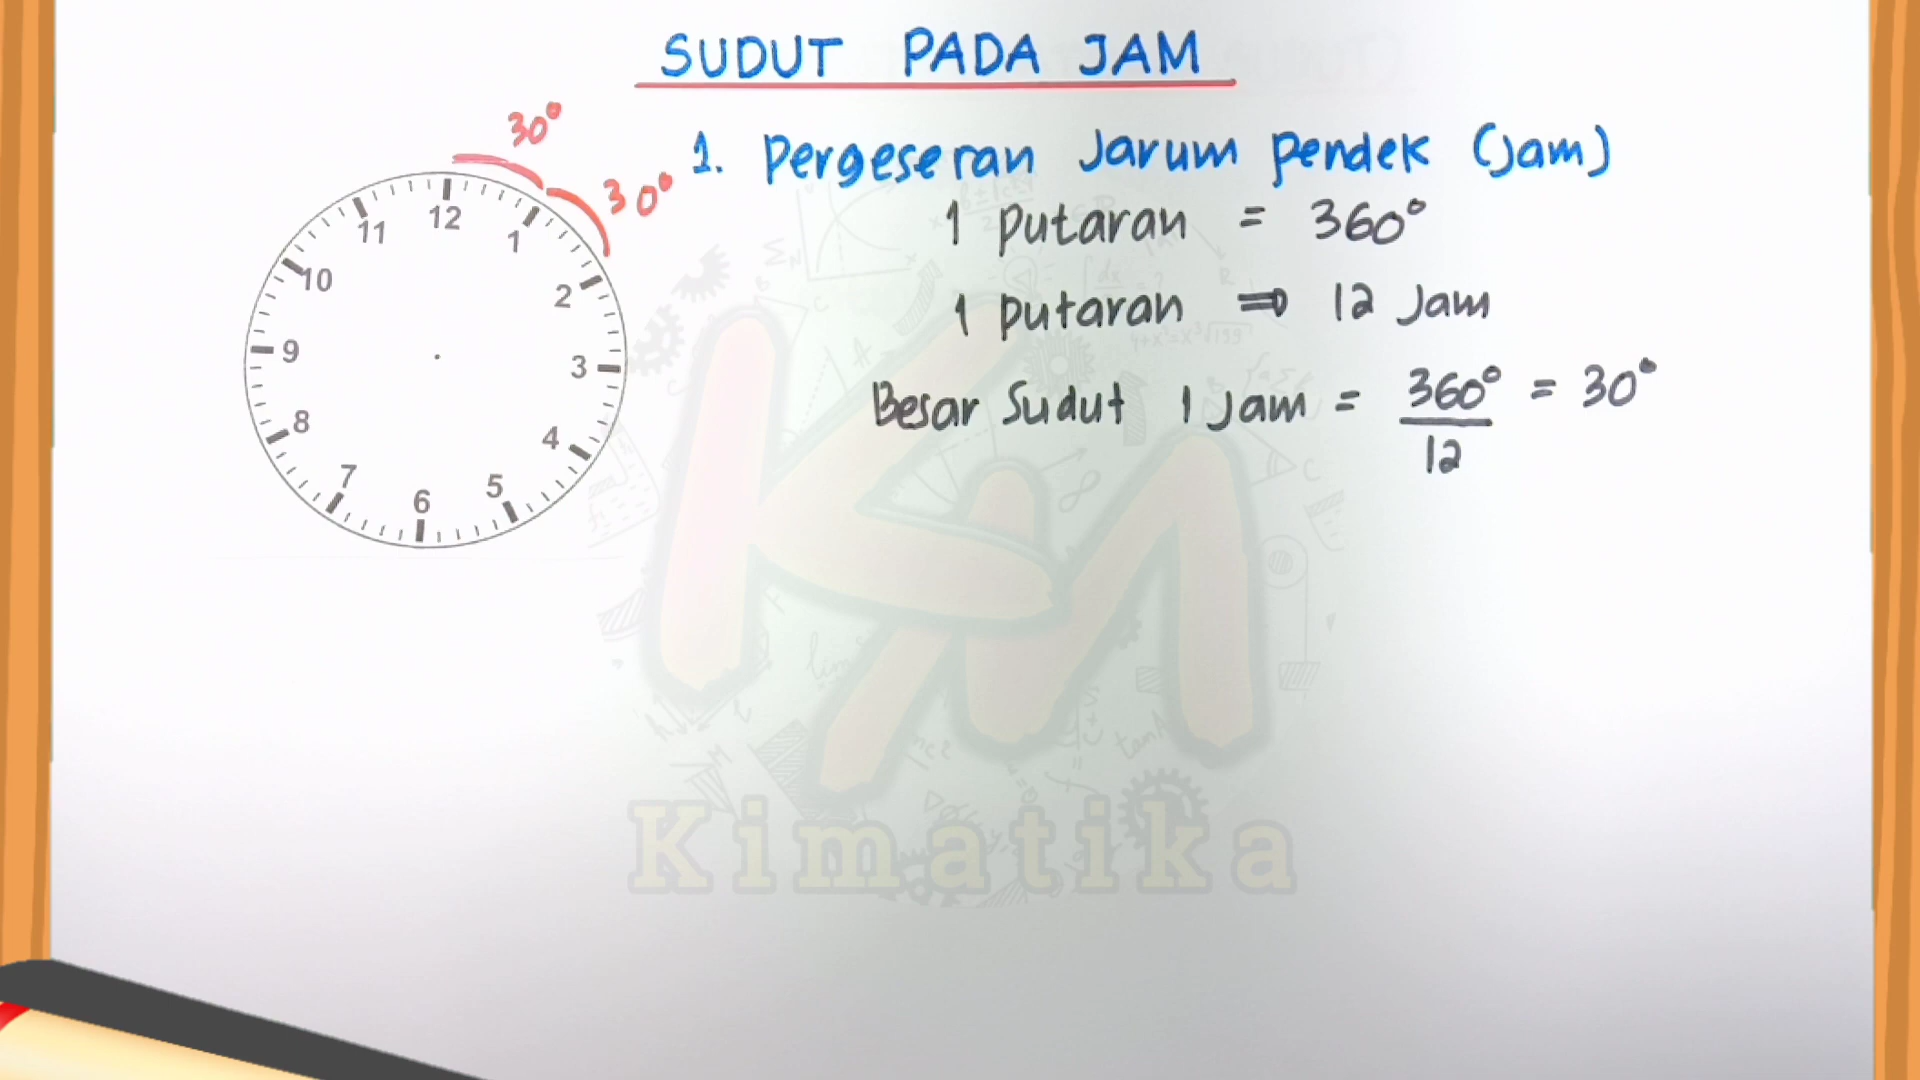 SUDUT PADA JAM
30°
30°
1. Pergeseran Jarum Pendek (Jam)
1 Putaran = 360°
1 Putaran ⇒ 12 Jam
Besar Sudut 1 Jam = 360°/12 = 30°
12
1
2
3
4
5
6
7
8
9
10
11
KM
Kimatika